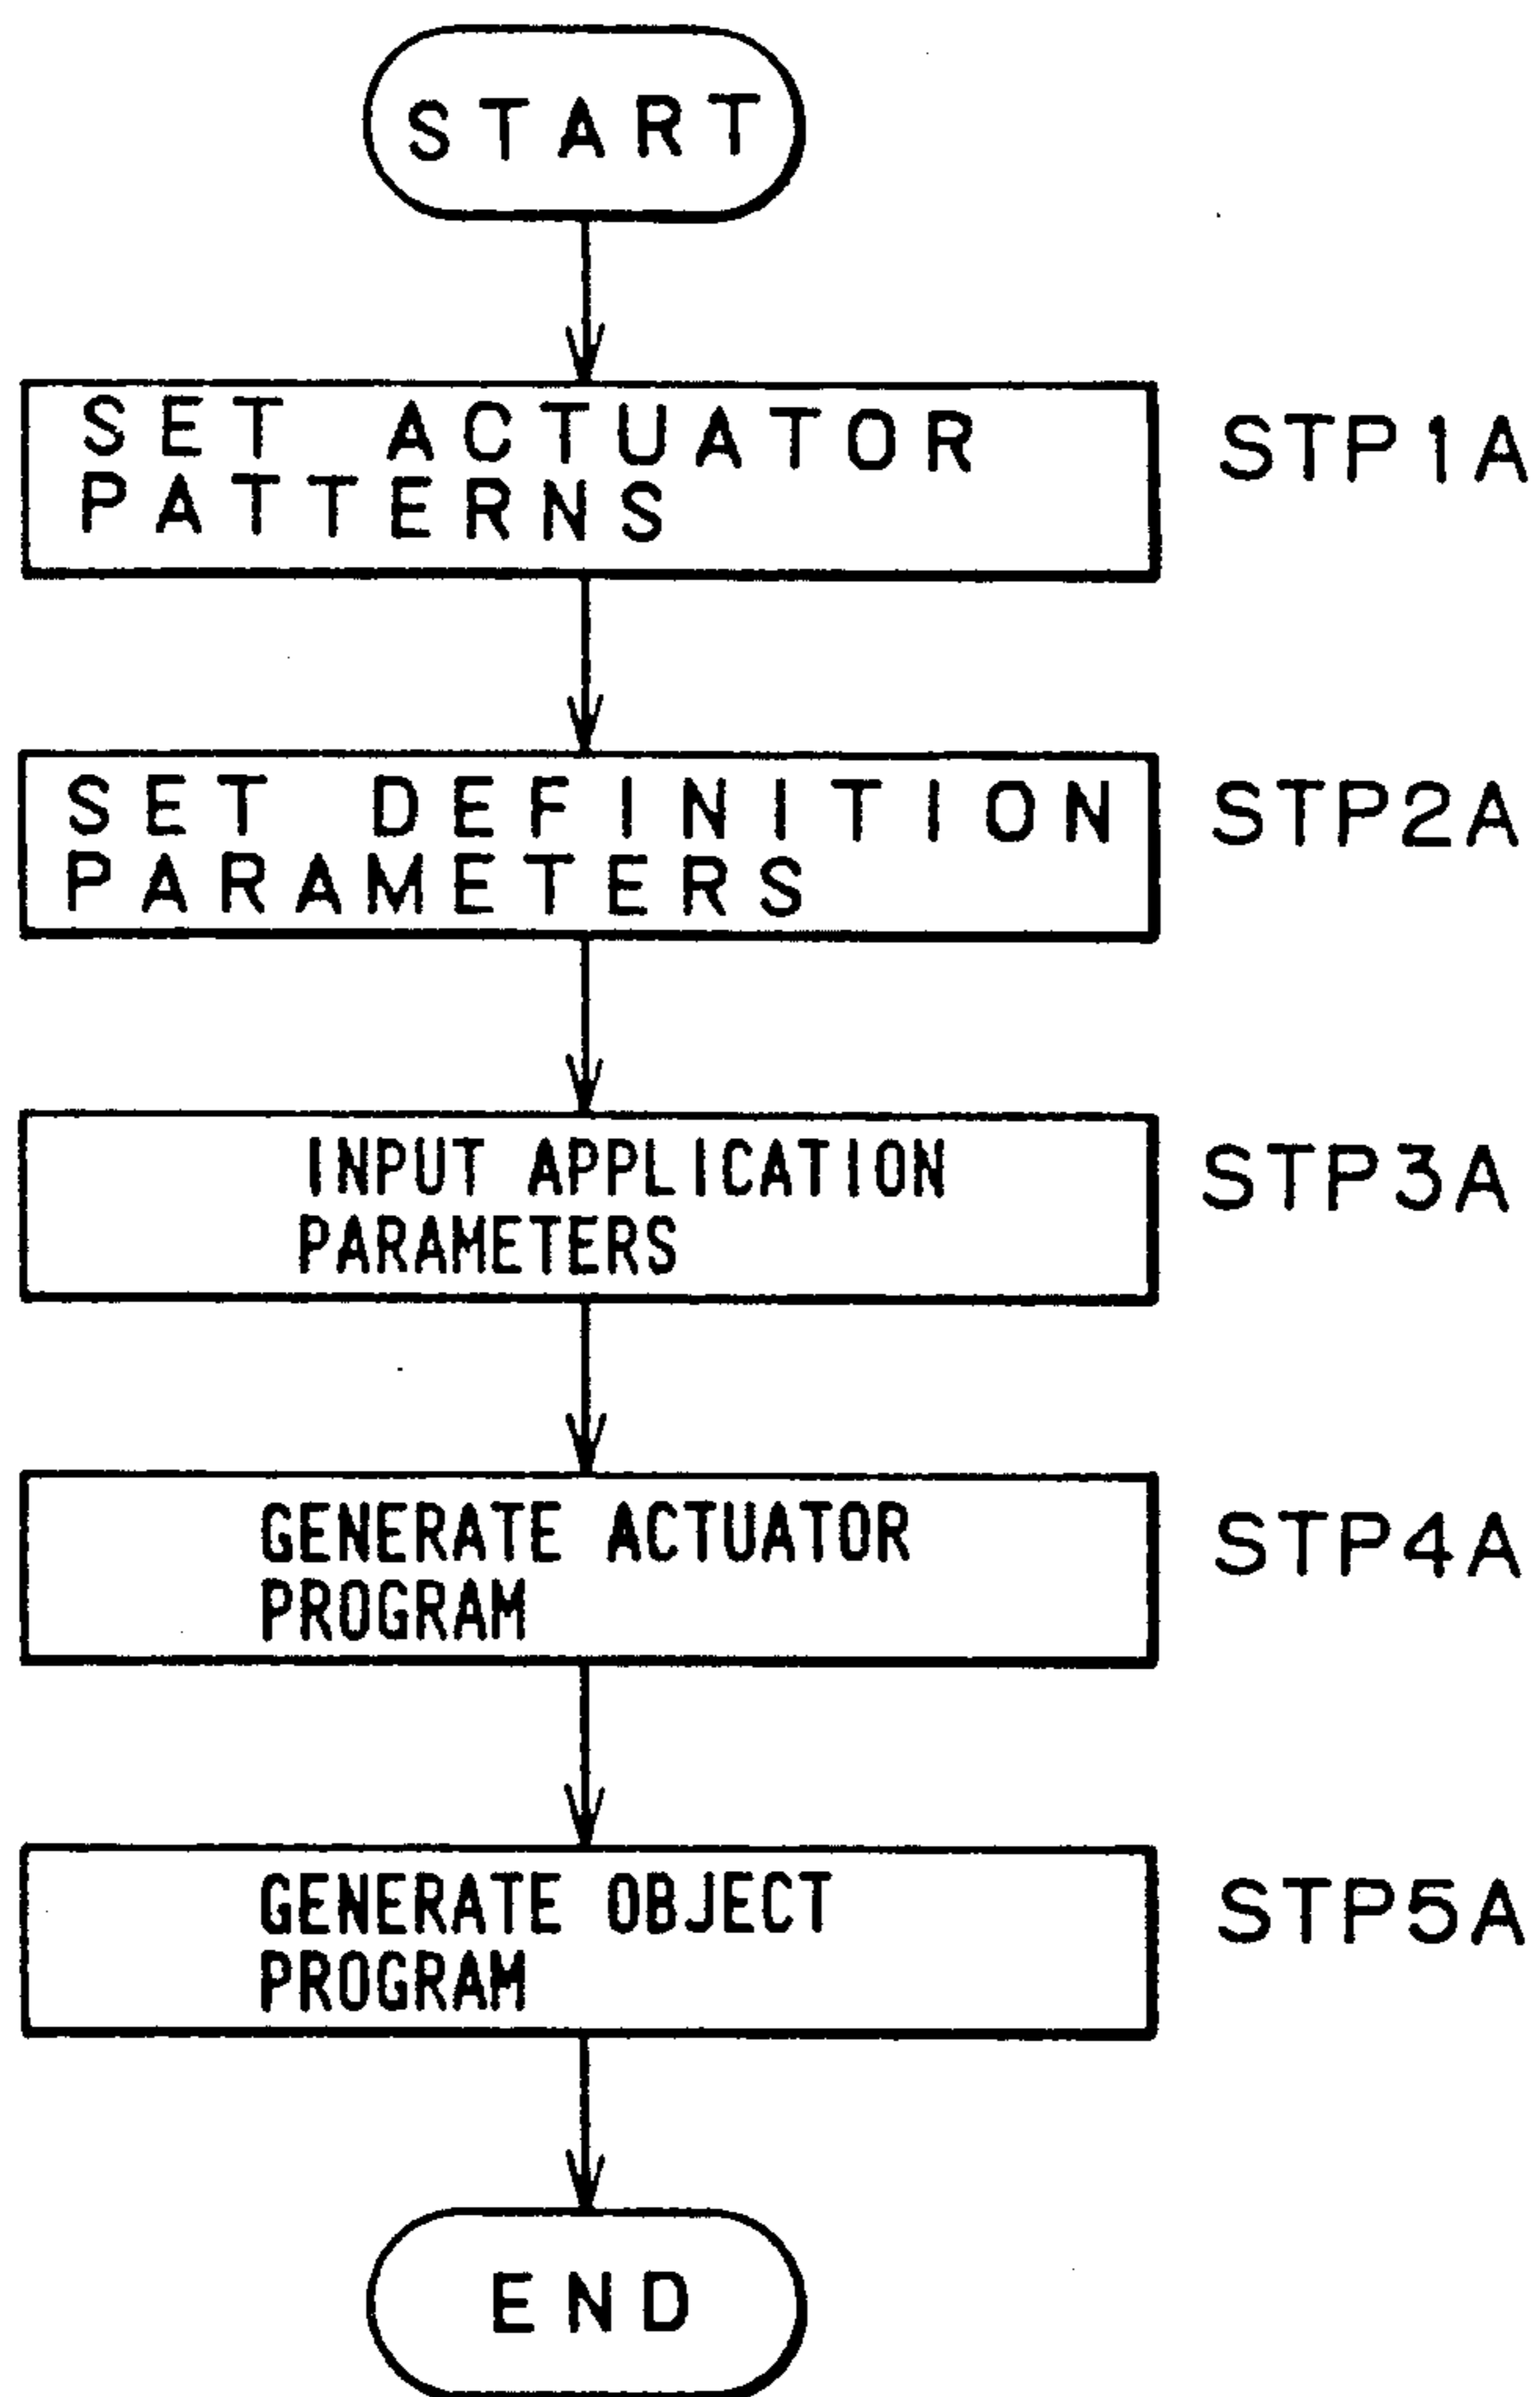 START
SET ACTUATOR
PATTERNS
STP1A
SET DEFINITION
PARAMETERS
STP2A
INPUT APPLICATION
PARAMETERS
STP3A
GENERATE ACTUATOR
PROGRAM
STP4A
GENERATE OBJECT
PROGRAM
STP5A
END